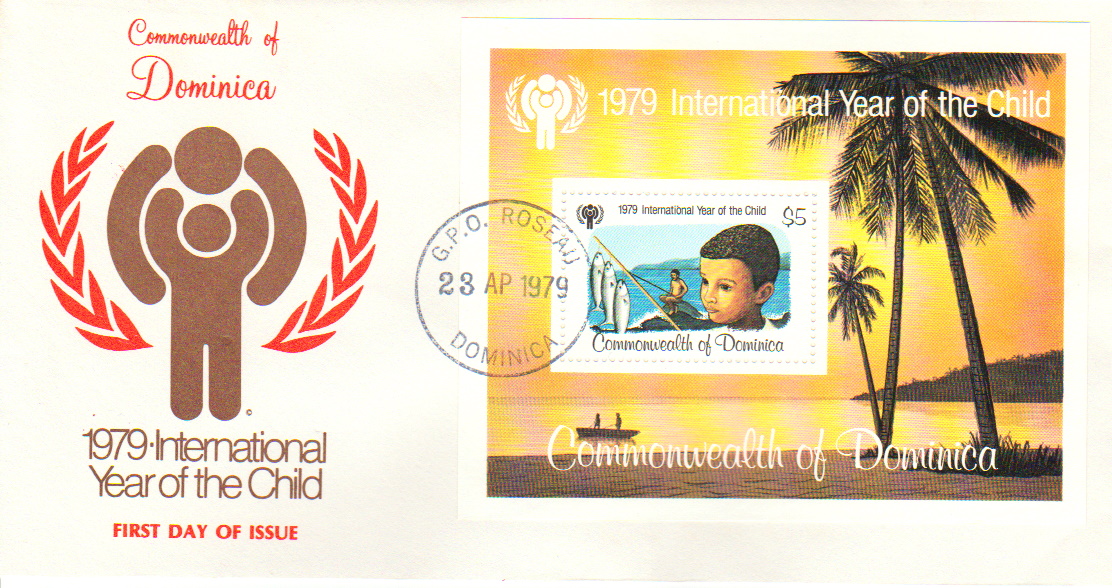 Commonwealth of
Dominica
©
1979·International
Year of the Child
FIRST DAY OF ISSUE
1979 International Year of the Child
1979 International Year of the Child
$5
Commonwealth of Dominica
G.P.O. ROSEAU
23 AP 1979
DOMINICA
Commonwealth of Dominica